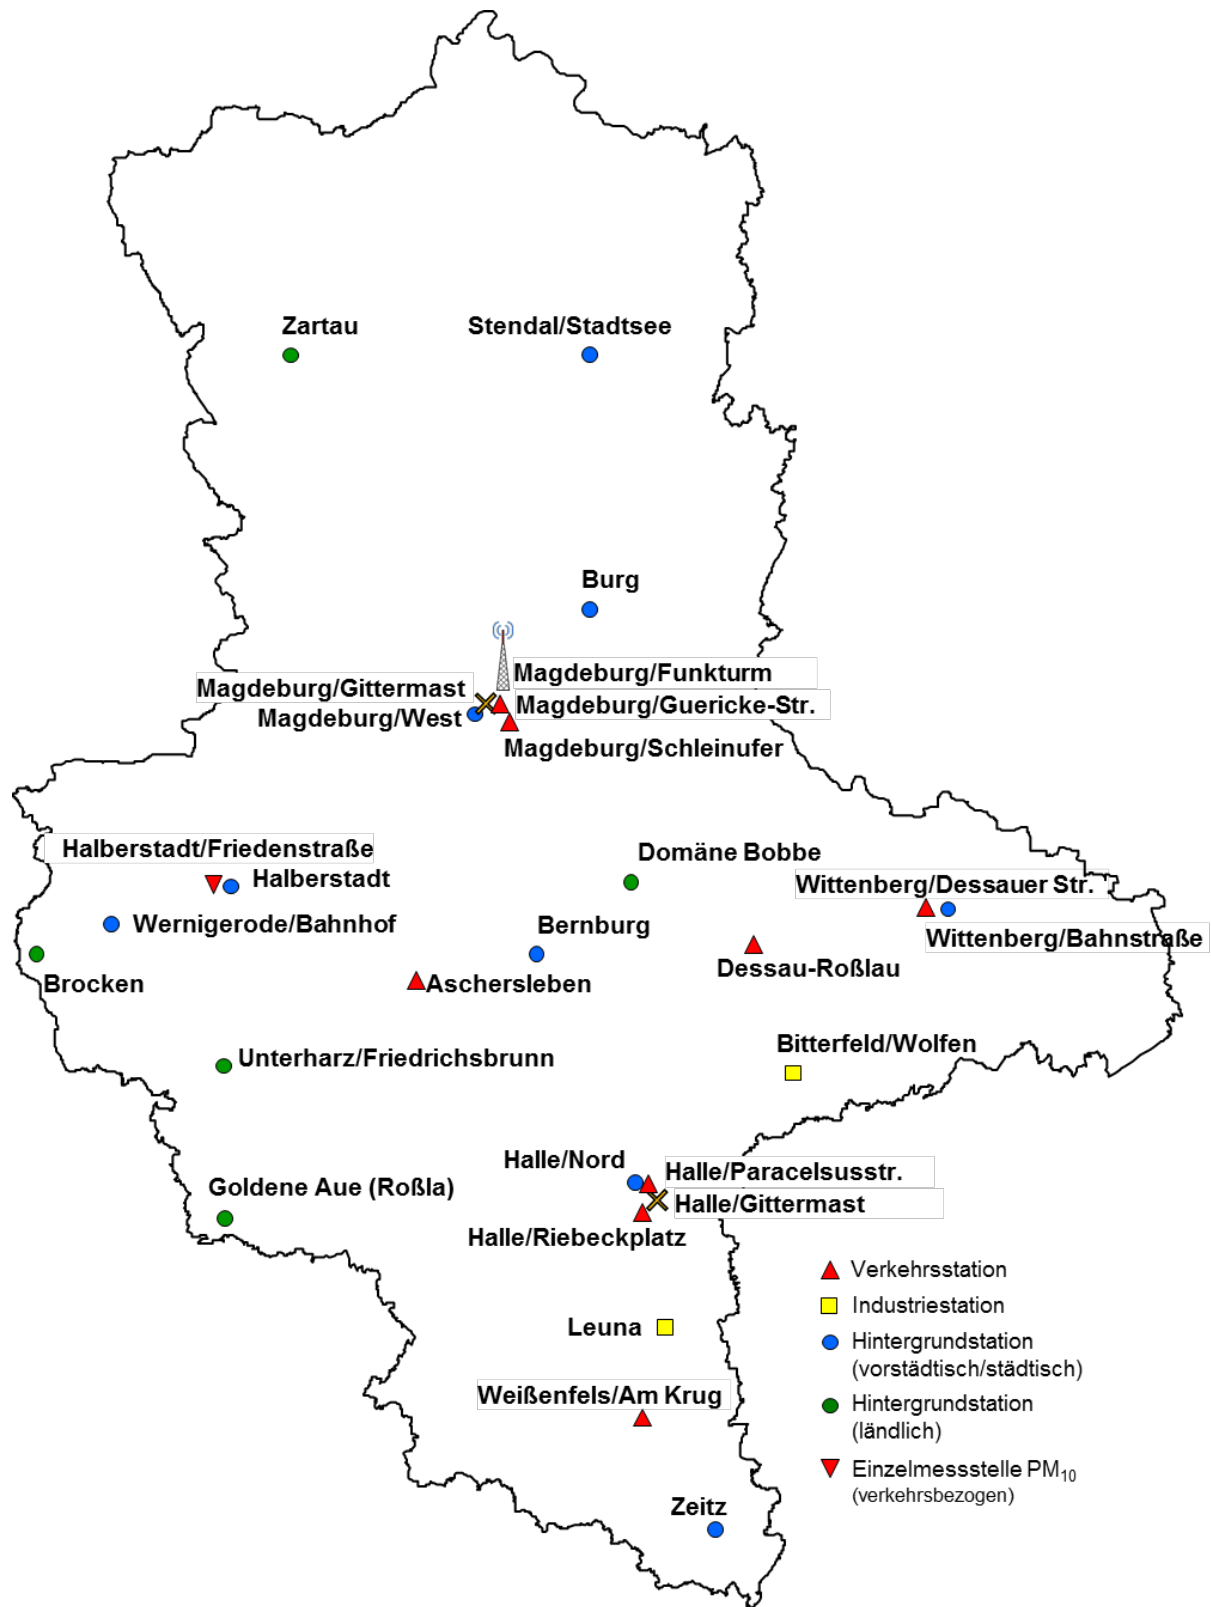 Zartau
Stendal/Stadtsee
Burg
Magdeburg/Funkturm
Magdeburg/Gittermast
Magdeburg/Guericke-Str.
Magdeburg/West
Magdeburg/Schleinufer
Halberstadt/Friedenstraße
Halberstadt
Domäne Bobbe
Wittenberg/Dessauer Str.
Wernigerode/Bahnhof
Bernburg
Wittenberg/Bahnstraße
Brocken
Aschersleben
Dessau-Roßlau
Unterharz/Friedrichsbrunn
Bitterfeld/Wolfen
Halle/Nord
Halle/Paracelsusstr.
Goldene Aue (Roßla)
Halle/Gittermast
Halle/Riebeckplatz
Leuna
Weißenfels/Am Krug
Zeitz
Verkehrsstation
Industriestation
Hintergrundstation
(vorstädtisch/städtisch)
Hintergrundstation
(ländlich)
Einzelmessstelle PM₁₀
(verkehrsbezogen)